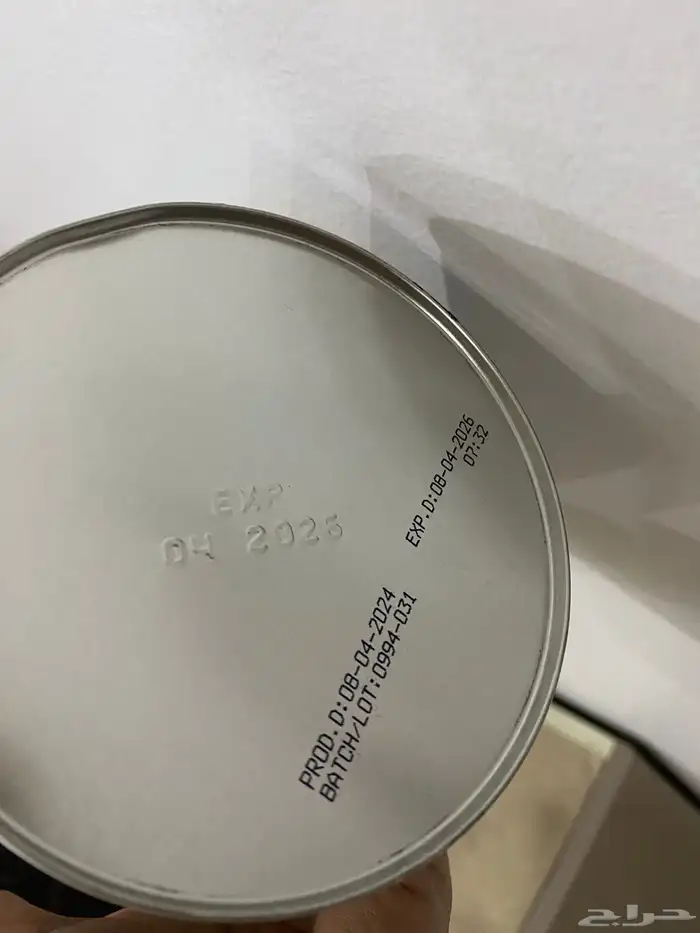 EXP
04 2026
EXP.D:08-04-2026
07:32
PROD.D:08-04-2024
BATCH/LOT:0994-031
حراج